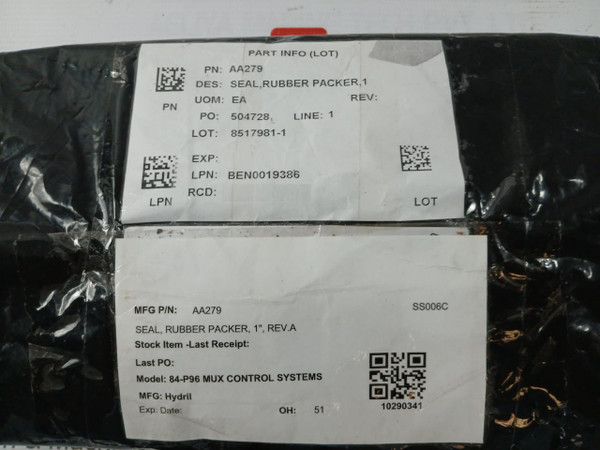 PART INFO (LOT)
PN: AA279
DES: SEAL,RUBBER PACKER,1
PN
UOM: EA REV:
PO: 504728 LINE: 1
LOT: 8517981-1
EXP:
LPN: BEN0019386
LPN RCD: LOT
MFG P/N: AA279 SS006C
SEAL, RUBBER PACKER, 1", REV.A
Stock Item -Last Receipt:
Last PO:
Model: 84-P96 MUX CONTROL SYSTEMS
MFG: Hydril
Exp. Date: OH: 51 10290341